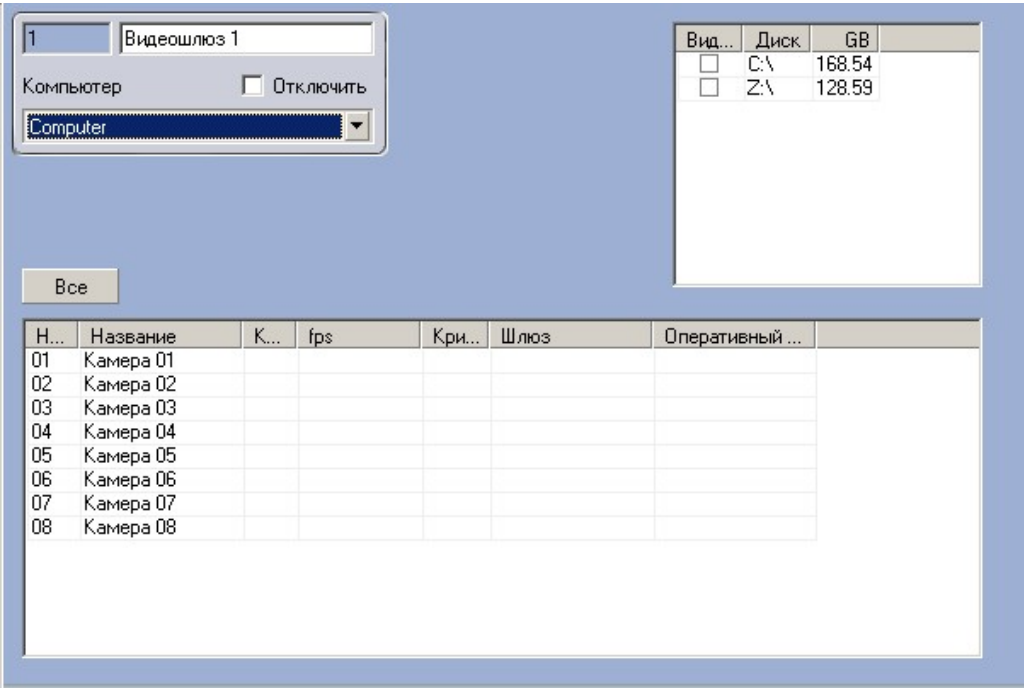 1 Видеошлюз 1
Компьютер Отключить
Computer
Вид... Диск GB
C:\ 168.54
Z:\ 128.59
Все
Н... Название К... fps Кри... Шлюз Оперативный ...
01 Камера 01
02 Камера 02
03 Камера 03
04 Камера 04
05 Камера 05
06 Камера 06
07 Камера 07
08 Камера 08